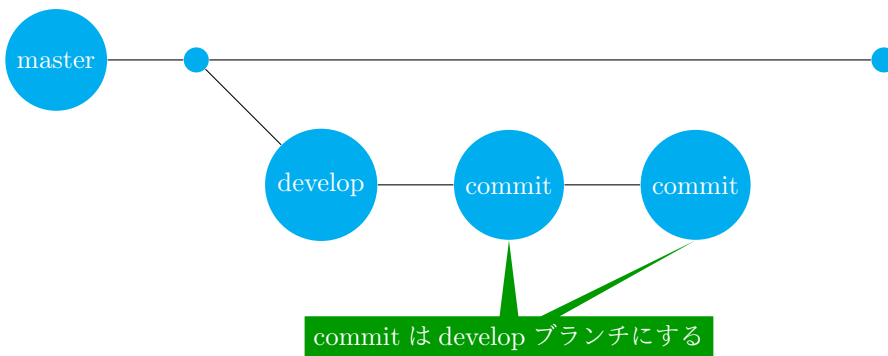 master
develop
commit
commit
commit は develop ブランチにする